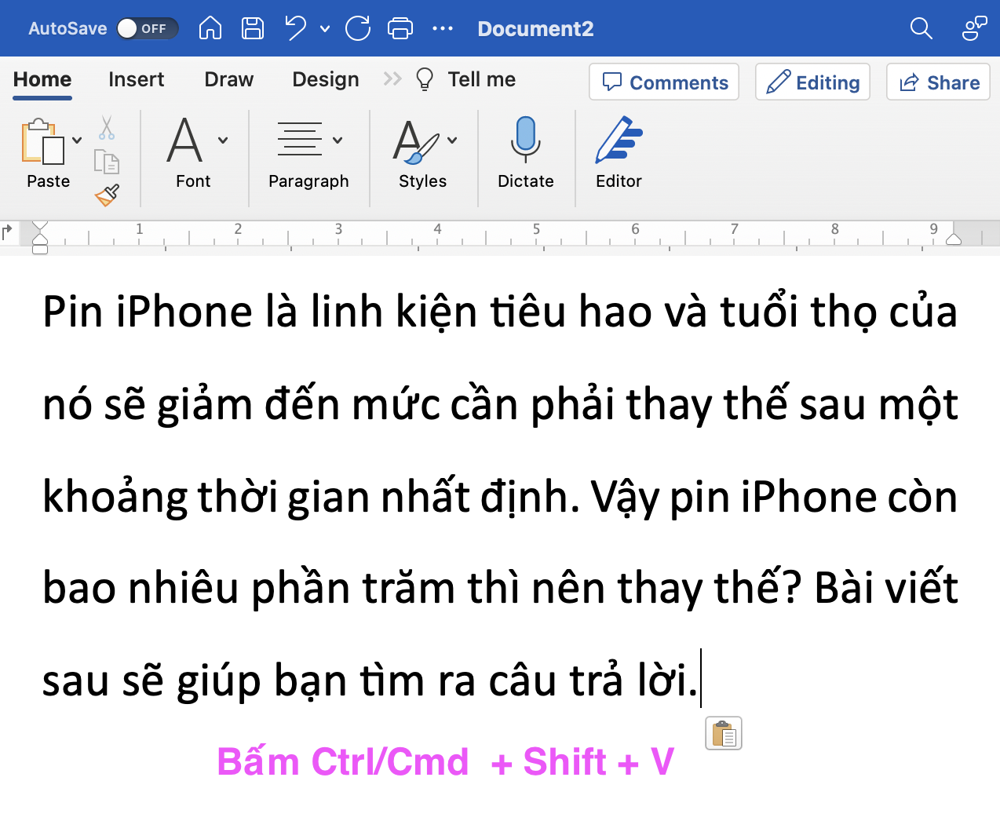 AutoSave OFF Document2
Home Insert Draw Design Tell me Comments Editing Share
Paste Font Paragraph Styles Dictate Editor
1 2 3 4 5 6 7 8 9
Pin iPhone là linh kiện tiêu hao và tuổi thọ của
nó sẽ giảm đến mức cần phải thay thế sau một
khoảng thời gian nhất định. Vậy pin iPhone còn
bao nhiêu phần trăm thì nên thay thế? Bài viết
sau sẽ giúp bạn tìm ra câu trả lời.
Bấm Ctrl/Cmd + Shift + V